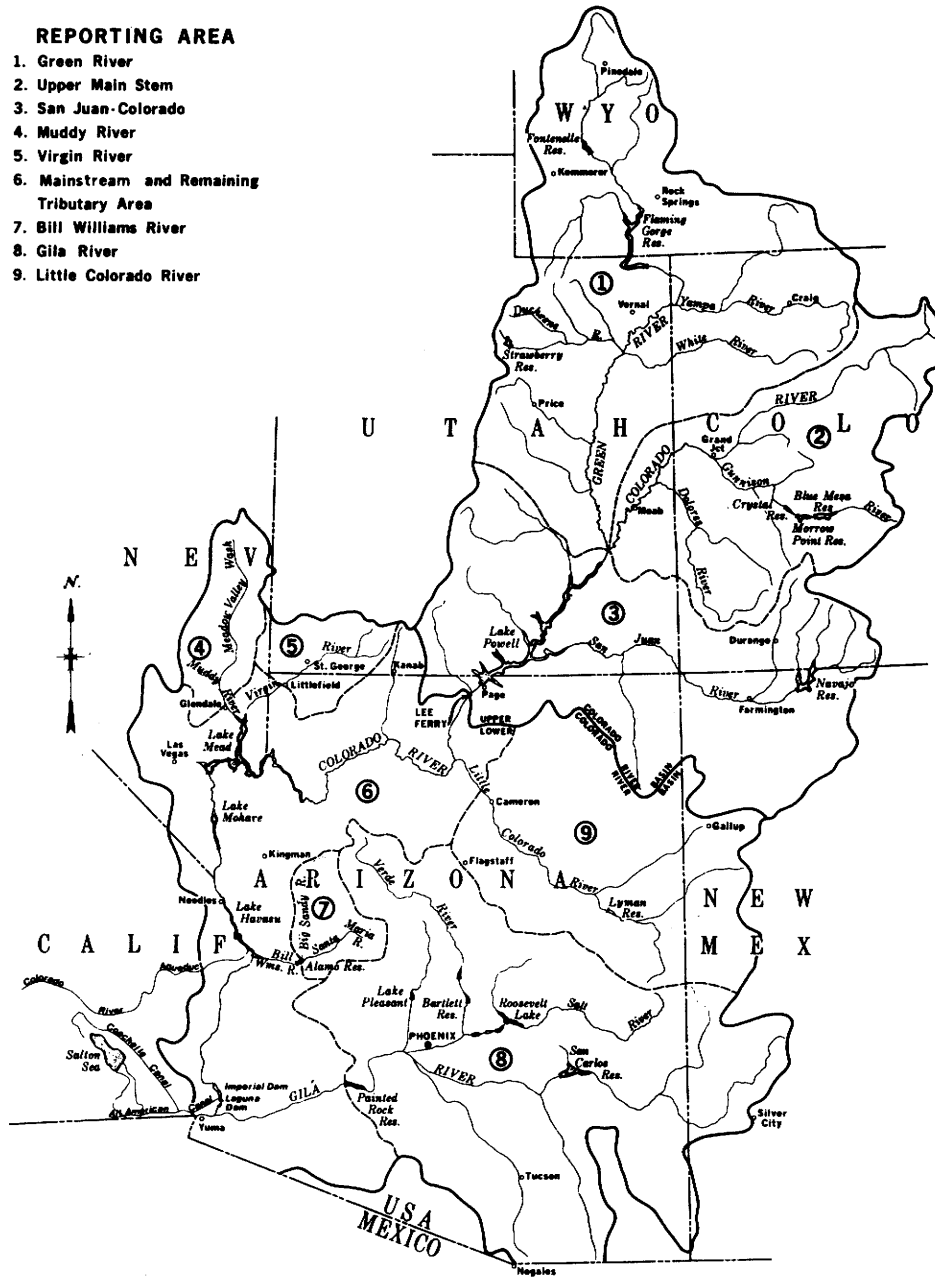 REPORTING AREA
1. Green River
2. Upper Main Stem
3. San Juan-Colorado
4. Muddy River
5. Virgin River
6. Mainstream and Remaining
Tributary Area
7. Bill Williams River
8. Gila River
9. Little Colorado River
Pinedale
W Y O
Fontenelle
Res.
Kemmerer
Rock
Springs
Flaming
Gorge
Res.
1
Vernal
Yampa River
Craig
Duchesne R.
RIVER
White River
Strawberry
Res.
Price
RIVER
U T A H
C O L O
2
GREEN
COLORADO
Grand
Jct
Gunnison
River
Crystal
Res.
Blue Mesa
Res
Morrow
Point Res.
Moab
Dolores
River
N E V
N.
Meadow Valley Wash
4
Muddy
River
5
River
Virgin
St. George
Littlefield
Glendale
Kanab
Lake
Powell
3
San Juan
River
Durango
Navajo
Res.
Farmington
Page
LEE
FERRY
UPPER
LOWER
COLORADO
COLORADO
RIVER
RIVER
BASIN
BASIN
Las
Vegas
Lake
Mead
COLORADO
RIVER
6
Little
Cameron
Colorado
River
9
Gallup
Lake
Mohave
Kingman
Flagstaff
A R I Z O N A
N E W
M E X
Verde
River
Lyman
Res.
Needles
Lake
Havasu
7
Big Sandy R.
Santa
Maria
R.
Bill
Wms. R.
Alamo Res.
C A L I F
Colorado
River
Aqueduct
Coachella
Canal
Salton
Sea
All American
Canal
Imperial Dam
Laguna
Dam
Yuma
Lake
Pleasant
Bartlett
Res.
Roosevelt
Lake
Salt
River
PHOENIX
8
San
Carlos
Res.
GILA
RIVER
Painted
Rock
Res.
Silver
City
Tucson
USA
MEXICO
Nogales